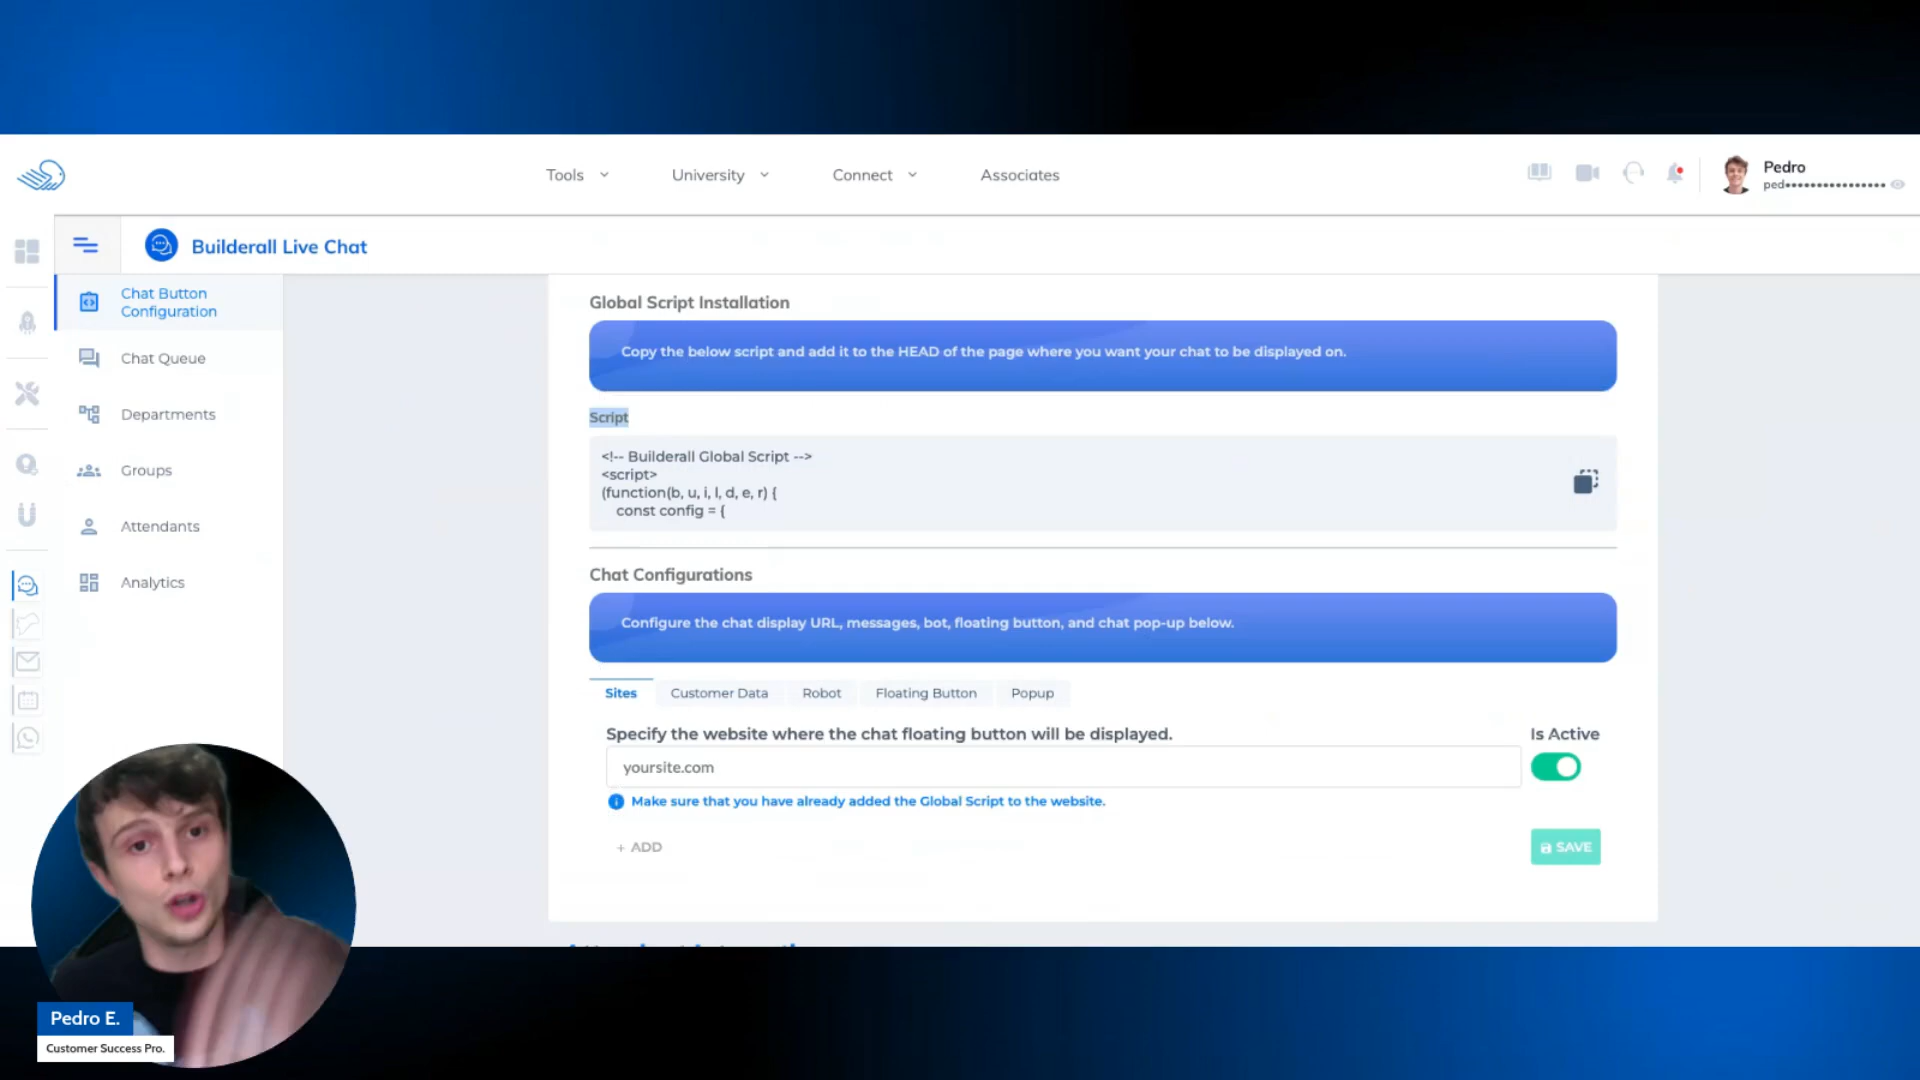 Tools
University
Connect
Associates
Pedro
ped••••••••••••••••
Builderall Live Chat
Chat Button
Configuration
Chat Queue
Departments
Groups
Attendants
Analytics
Global Script Installation
Copy the below script and add it to the HEAD of the page where you want your chat to be displayed on.
Script
<!-- Builderall Global Script -->
<script>
(function(b, u, i, l, d, e, r) {
const config = {
Chat Configurations
Configure the chat display URL, messages, bot, floating button, and chat pop-up below.
Sites
Customer Data
Robot
Floating Button
Popup
Specify the website where the chat floating button will be displayed.
Is Active
yoursite.com
Make sure that you have already added the Global Script to the website.
+ ADD
SAVE
Pedro E.
Customer Success Pro.